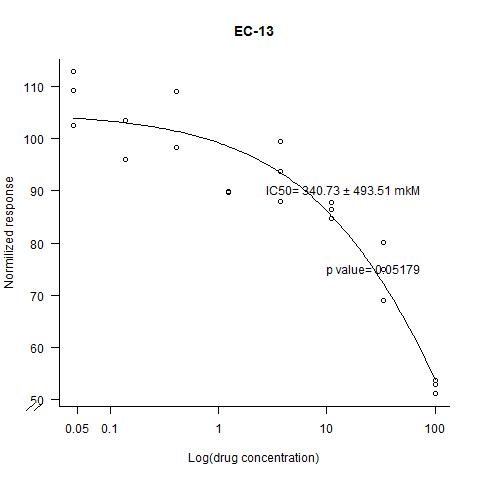 EC-13
110
100
90
80
70
60
50
Normilized response
IC50= 340.73 ± 493.51 mkM
p value= 0.05179
0.05 0.1 1 10 100
Log(drug concentration)